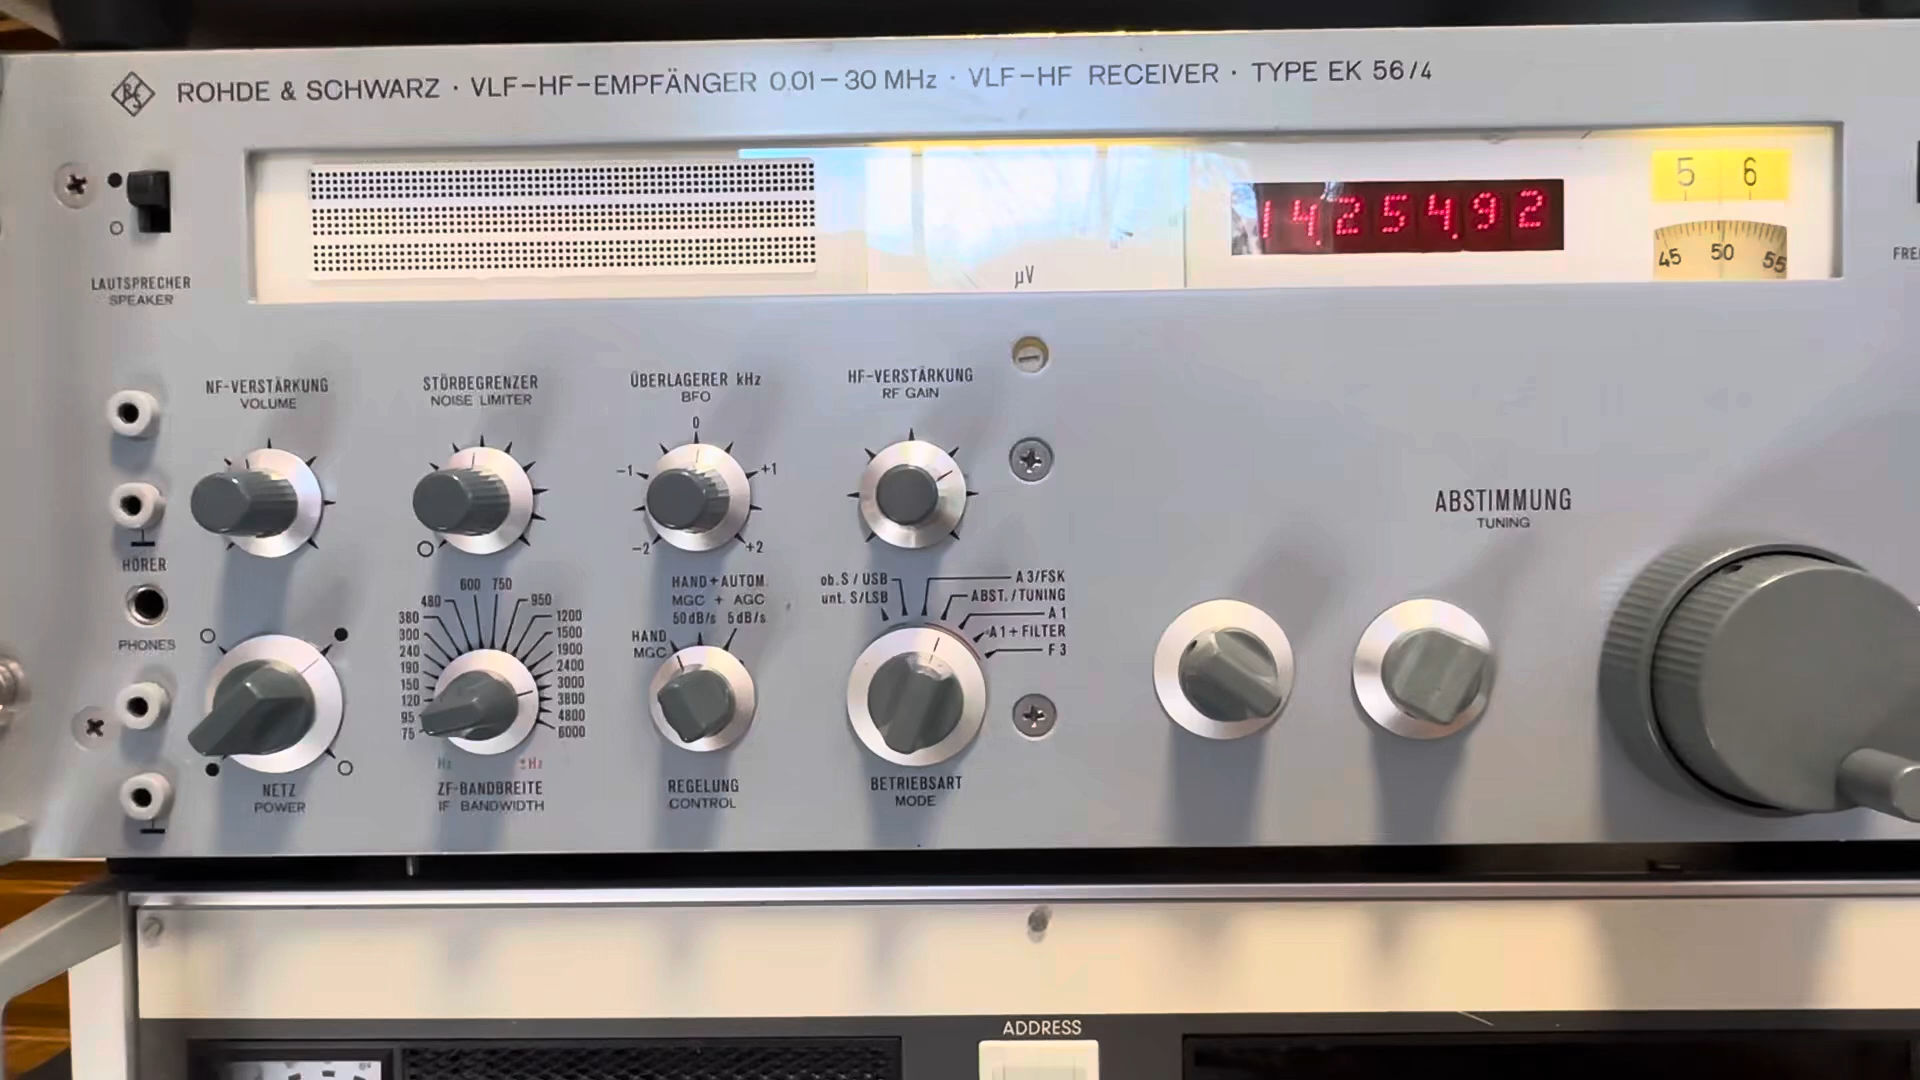 R&S ROHDE & SCHWARZ · VLF-HF-EMPFÄNGER 0.01 – 30 MHz · VLF-HF RECEIVER · TYPE EK 56/4
5 6
14.254.92
45 50 55
µV
LAUTSPRECHER
SPEAKER
NF-VERSTÄRKUNG
VOLUME
STÖRBEGRENZER
NOISE LIMITER
ÜBERLAGERER kHz
BFO
0
-1 +1
-2 +2
HF-VERSTÄRKUNG
RF GAIN
ABSTIMMUNG
TUNING
HÖRER
PHONES
NETZ
POWER
600 750
480 950
380 1200
300 1500
240 1900
190 2400
150 3000
120 3800
95 4800
75 6000
Hz ±Hz
ZF-BANDBREITE
IF BANDWIDTH
HAND + AUTOM.
MGC + AGC
50dB/s 5dB/s
HAND
MGC
REGELUNG
CONTROL
ob.S / USB
unt. S/LSB
A3/FSK
ABST./TUNING
A1
A1+FILTER
F3
BETRIEBSART
MODE
ADDRESS